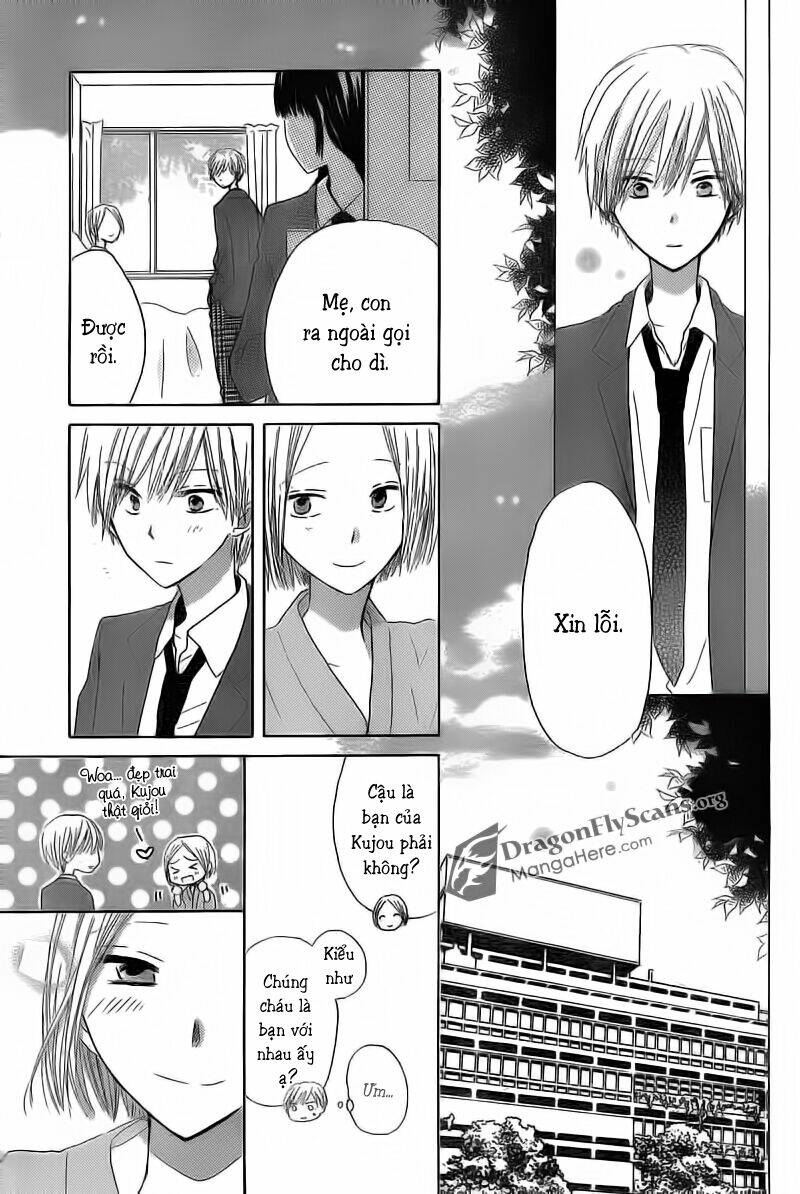 Xin lỗi.
Mẹ, con
ra ngoài gọi
cho dì.
Được
rồi.
Cậu là
bạn của
Kujou phải
không?
Kiểu
như
Chúng
cháu là
bạn với
nhau ấy
ạ?
Um...
Woa... đẹp trai
quá, Kujou
thật giỏi!
DragonFlyScans.org
MangaHere.com